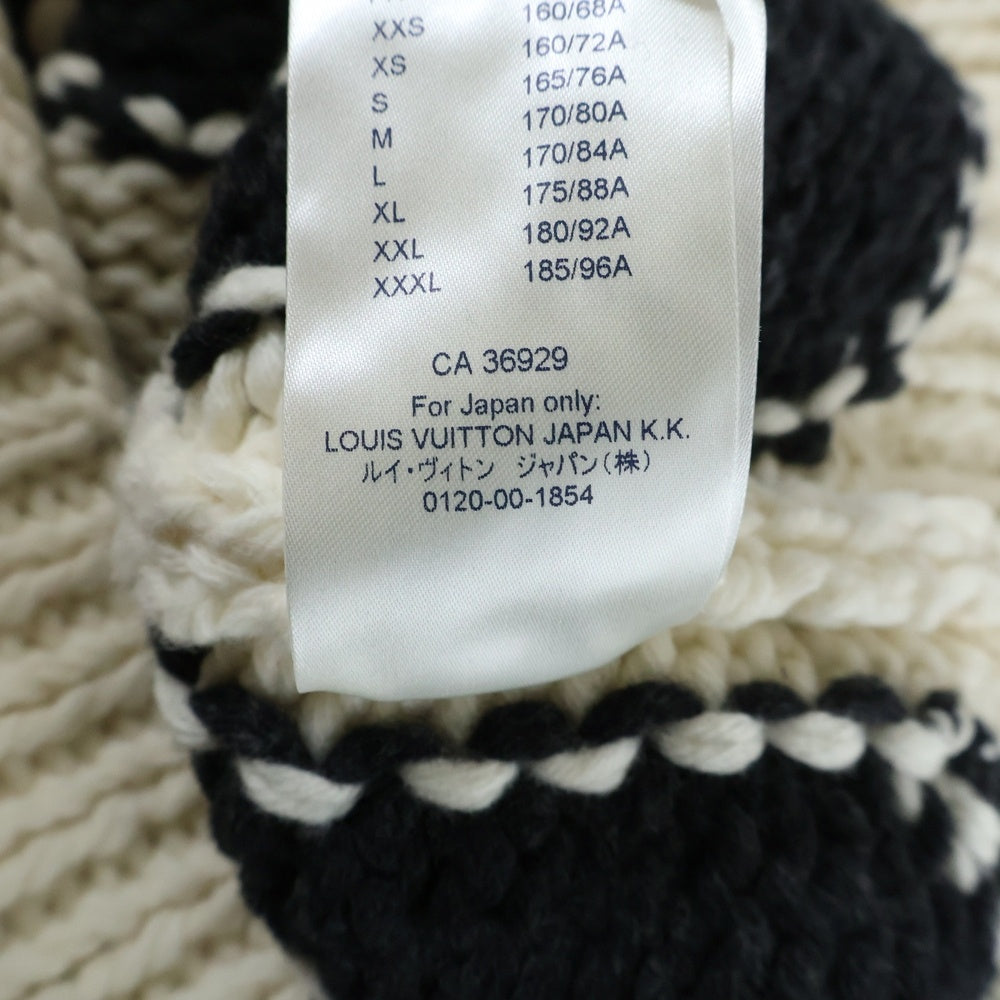 XXS 160/68A
XS 160/72A
S 165/76A
M 170/80A
L 170/84A
XL 175/88A
XXL 180/92A
XXXL 185/96A
CA 36929
For Japan only:
LOUIS VUITTON JAPAN K.K.
ルイ・ヴィトン ジャパン(株)
0120-00-1854